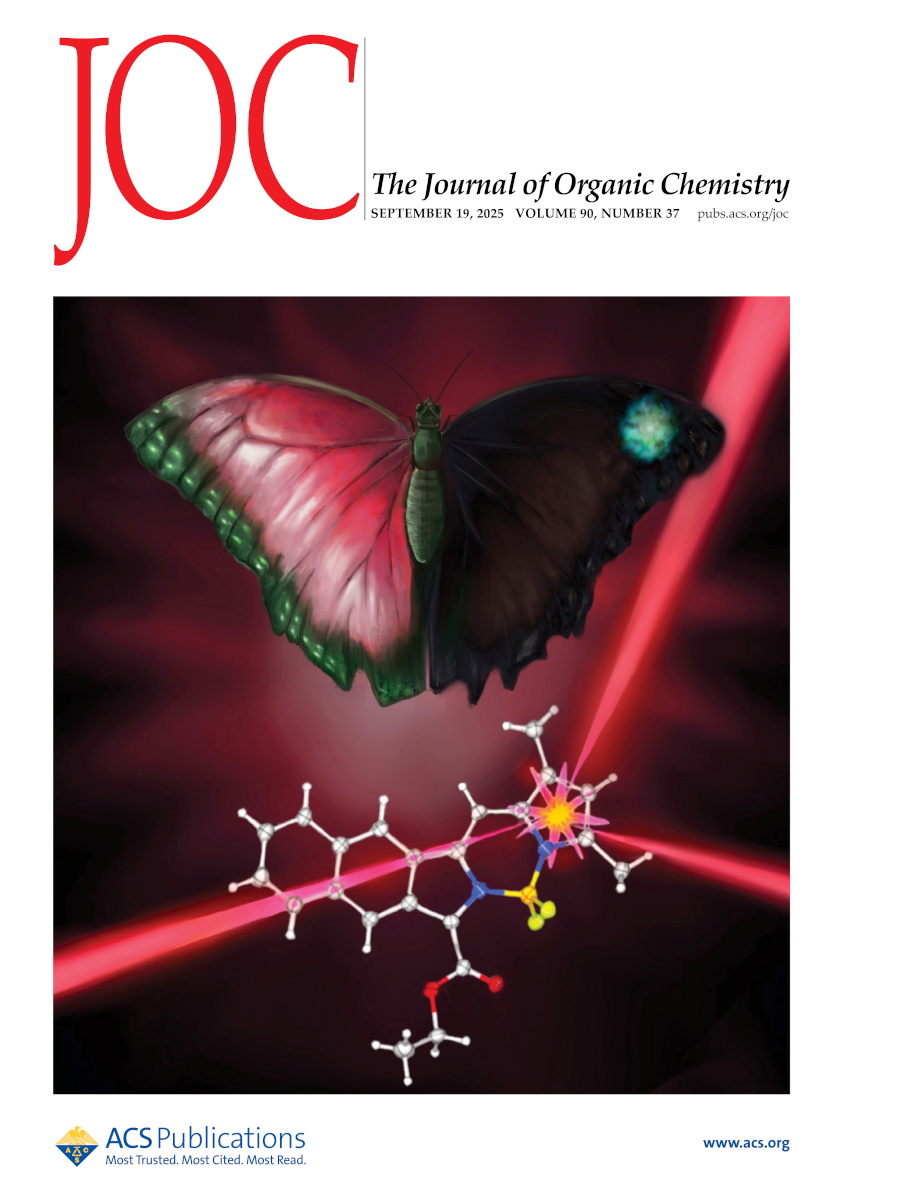 JOC
The Journal of Organic Chemistry
SEPTEMBER 19, 2025 VOLUME 90, NUMBER 37 pubs.acs.org/joc
A C S
ACS Publications
Most Trusted. Most Cited. Most Read.
www.acs.org